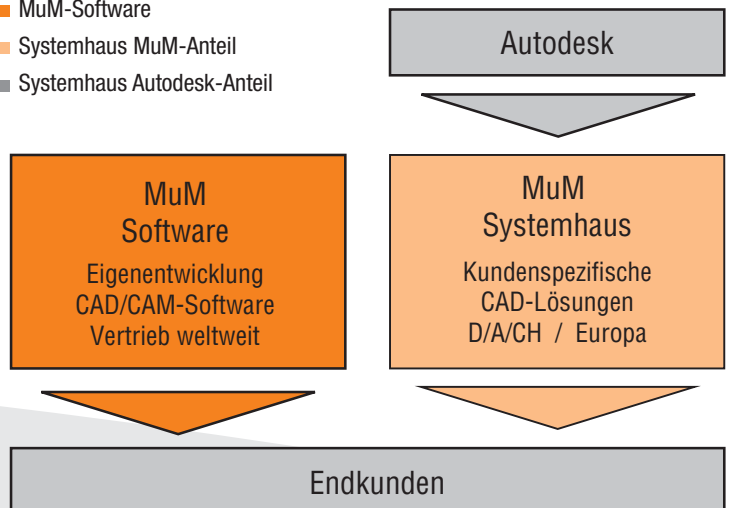 MuM-Software
Systemhaus MuM-Anteil
Systemhaus Autodesk-Anteil
Autodesk
MuM
Software
Eigenentwicklung
CAD/CAM-Software
Vertrieb weltweit
MuM
Systemhaus
Kundenspezifische
CAD-Lösungen
D/A/CH / Europa
Endkunden